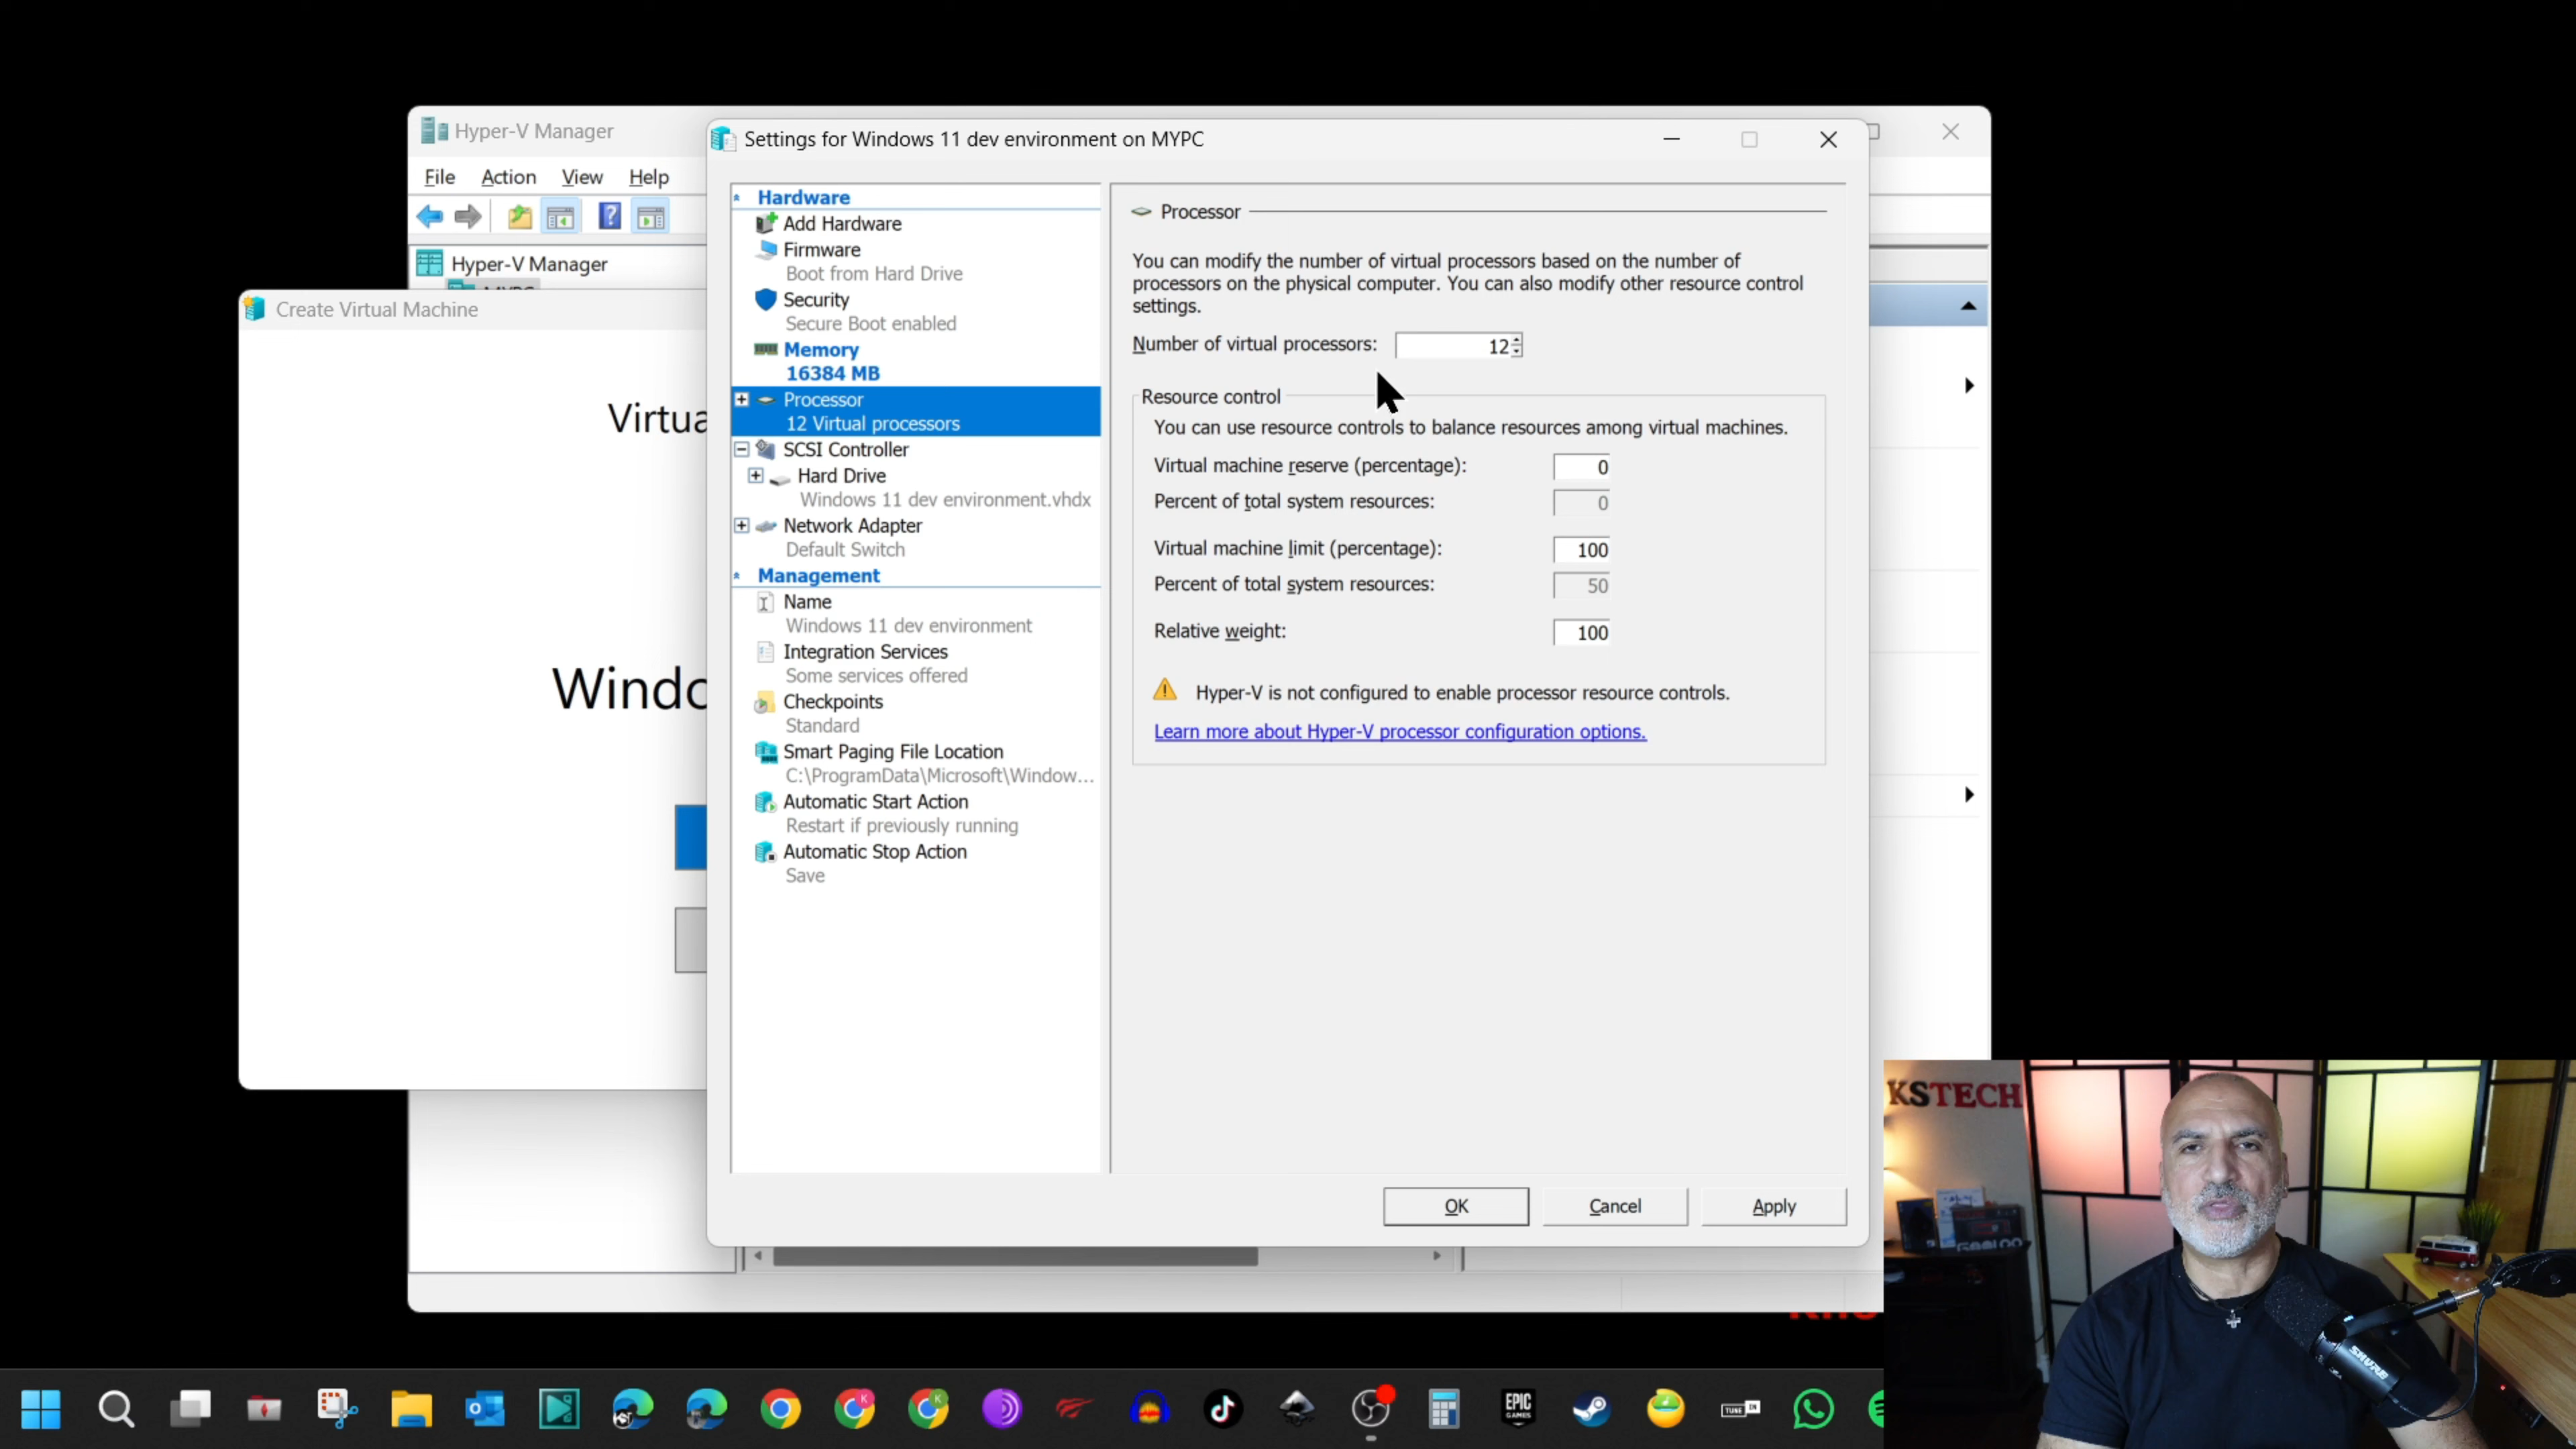 Hyper-V Manager
File Action View Help
Hyper-V Manager
Create Virtual Machine
Settings for Windows 11 dev environment on MYPC
Hardware
Add Hardware
Firmware
Boot from Hard Drive
Security
Secure Boot enabled
Memory
16384 MB
Processor
12 Virtual processors
SCSI Controller
Hard Drive
Windows 11 dev environment.vhdx
Network Adapter
Default Switch
Management
Name
Windows 11 dev environment
Integration Services
Some services offered
Checkpoints
Standard
Smart Paging File Location
C:\ProgramData\Microsoft\Window...
Automatic Start Action
Restart if previously running
Automatic Stop Action
Save
Processor
You can modify the number of virtual processors based on the number of
processors on the physical computer. You can also modify other resource control
settings.
Number of virtual processors: 12
Resource control
You can use resource controls to balance resources among virtual machines.
Virtual machine reserve (percentage): 0
Percent of total system resources: 0
Virtual machine limit (percentage): 100
Percent of total system resources: 50
Relative weight: 100
Hyper-V is not configured to enable processor resource controls.
Learn more about Hyper-V processor configuration options.
OK Cancel Apply
KSTECH
SHURE
EPIC
GAMES
TUNE IN